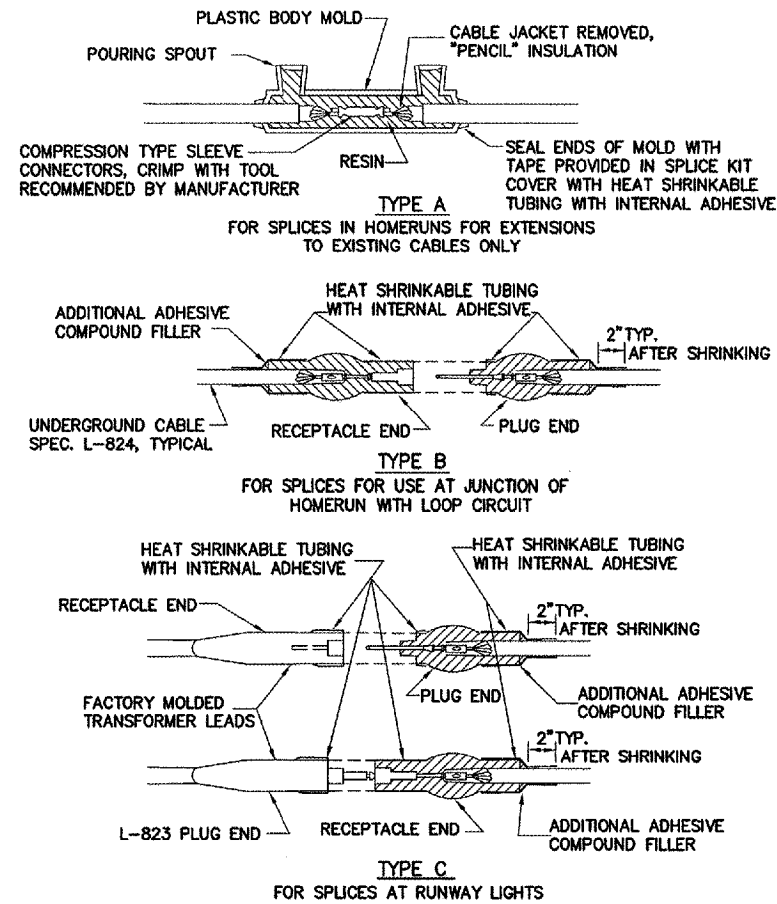 PLASTIC BODY MOLD
POURING SPOUT
CABLE JACKET REMOVED,
"PENCIL" INSULATION
COMPRESSION TYPE SLEEVE
CONNECTORS, CRIMP WITH TOOL
RECOMMENDED BY MANUFACTURER
RESIN
SEAL ENDS OF MOLD WITH
TAPE PROVIDED IN SPLICE KIT
COVER WITH HEAT SHRINKABLE
TUBING WITH INTERNAL ADHESIVE
TYPE A
FOR SPLICES IN HOMERUNS FOR EXTENSIONS
TO EXISTING CABLES ONLY
ADDITIONAL ADHESIVE
COMPOUND FILLER
HEAT SHRINKABLE TUBING
WITH INTERNAL ADHESIVE
2" TYP.
AFTER SHRINKING
UNDERGROUND CABLE
SPEC. L-824, TYPICAL
RECEPTACLE END
PLUG END
TYPE B
FOR SPLICES FOR USE AT JUNCTION OF
HOMERUN WITH LOOP CIRCUIT
HEAT SHRINKABLE TUBING
WITH INTERNAL ADHESIVE
HEAT SHRINKABLE TUBING
WITH INTERNAL ADHESIVE
RECEPTACLE END
2" TYP.
AFTER SHRINKING
PLUG END
FACTORY MOLDED
TRANSFORMER LEADS
ADDITIONAL ADHESIVE
COMPOUND FILLER
2" TYP.
AFTER SHRINKING
L-823 PLUG END
RECEPTACLE END
ADDITIONAL ADHESIVE
COMPOUND FILLER
TYPE C
FOR SPLICES AT RUNWAY LIGHTS